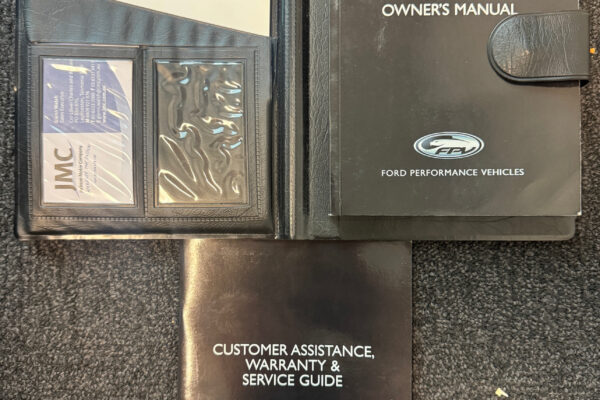 OWNER'S MANUAL
FPV
FORD PERFORMANCE VEHICLES
JMC
CUSTOMER ASSISTANCE,
WARRANTY &
SERVICE GUIDE